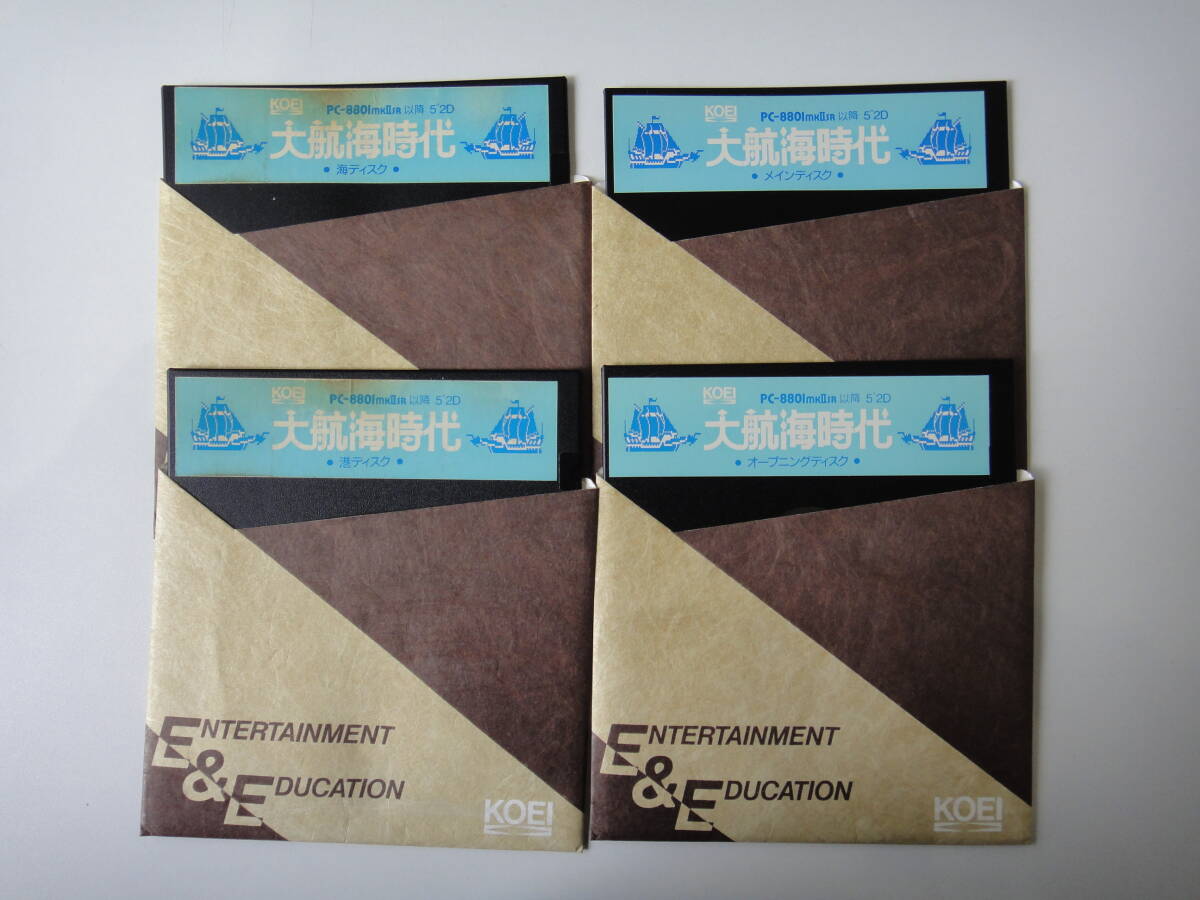 KOEI
PC-8801mkⅡSR 以降 5"2D
大航海時代
• 海ディスク •
KOEI
PC-8801mkⅡSR 以降 5"2D
大航海時代
• メインディスク •
KOEI
PC-8801mkⅡSR 以降 5"2D
大航海時代
• 港ディスク •
KOEI
PC-8801mkⅡSR 以降 5"2D
大航海時代
• オープニングディスク •
ENTERTAINMENT
& EDUCATION
KOEI
ENTERTAINMENT
& EDUCATION
KOEI